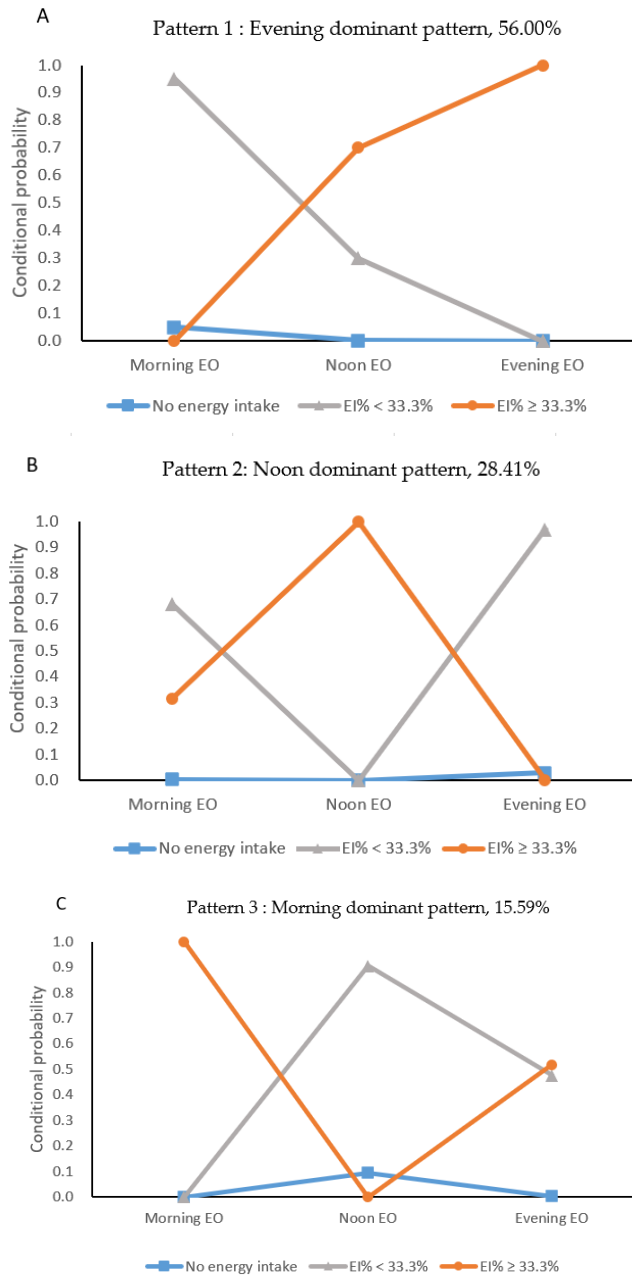 A
Pattern 1 : Evening dominant pattern, 56.00%
Conditional probability
1.0
0.9
0.8
0.7
0.6
0.5
0.4
0.3
0.2
0.1
0.0
Morning EO Noon EO Evening EO
No energy intake EI% < 33.3% EI% ≥ 33.3%
B
Pattern 2: Noon dominant pattern, 28.41%
Conditional probability
1.0
0.9
0.8
0.7
0.6
0.5
0.4
0.3
0.2
0.1
0.0
Morning EO Noon EO Evening EO
No energy intake EI% < 33.3% EI% ≥ 33.3%
C
Pattern 3 : Morning dominant pattern, 15.59%
Conditional probability
1.0
0.9
0.8
0.7
0.6
0.5
0.4
0.3
0.2
0.1
0.0
Morning EO Noon EO Evening EO
No energy intake EI% < 33.3% EI% ≥ 33.3%